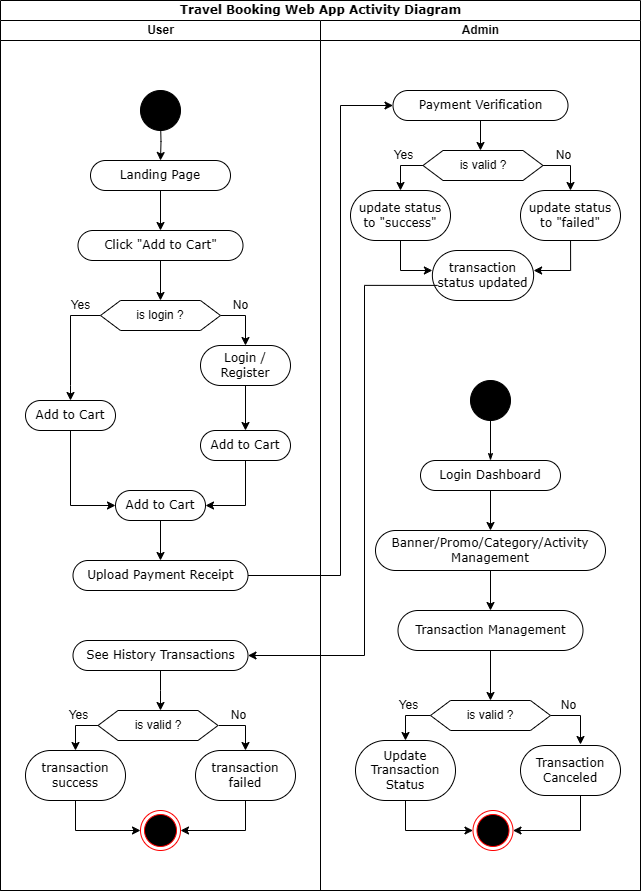 Travel Booking Web App Activity Diagram
User
Admin
Landing Page
Click "Add to Cart"
is login ?
Yes
No
Login /
Register
Add to Cart
Add to Cart
Add to Cart
Upload Payment Receipt
Payment Verification
is valid ?
Yes
No
update status
to "success"
update status
to "failed"
transaction
status updated
See History Transactions
is valid ?
Yes
No
transaction
success
transaction
failed
Login Dashboard
Banner/Promo/Category/Activity
Management
Transaction Management
is valid ?
Yes
No
Update
Transaction
Status
Transaction
Canceled